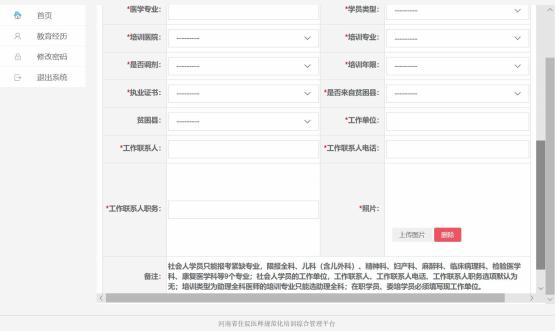 首页
教育经历
修改密码
退出系统
*医学专业:
*学员类型: ---------
*培训医院: ---------
*培训专业: ---------
*是否调剂: ---------
*培训年限: ---------
*执业证书: ---------
*是否来自贫困县: ---------
贫困县: ---------
*工作单位:
*工作联系人:
*工作联系人电话:
*工作联系人职务:
*照片:
上传图片 删除
备注:
社会人学员只能报考紧缺专业，限报全科、儿科（含儿外科）、精神科、妇产科、麻醉科、临床病理科、检验医学
科、康复医学科等9个专业；社会人学员的工作单位，工作联系人、工作联系人电话、工作联系人职务选项默认为
无；培训类型为助理全科医师的培训专业只能选助理全科；在职学员、委培学员必须填写现工作单位。
河南省住院医师规范化培训综合管理平台